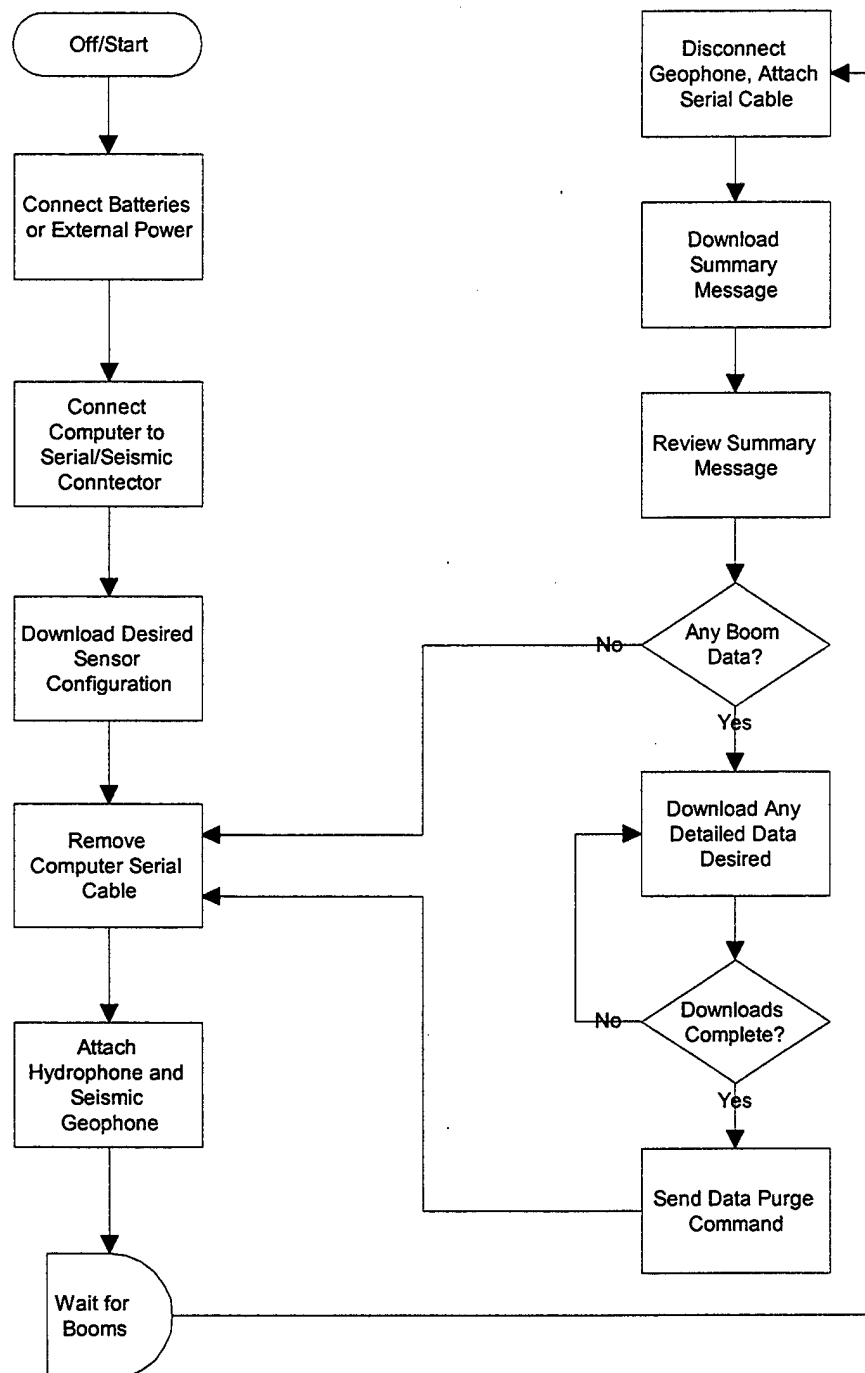 Off/Start
Connect Batteries
or External Power
Connect
Computer to
Serial/Seismic
Conntector
Download Desired
Sensor
Configuration
Remove
Computer Serial
Cable
Attach
Hydrophone and
Seismic
Geophone
Wait for
Booms
Disconnect
Geophone, Attach
Serial Cable
Download
Summary
Message
Review Summary
Message
Any Boom
Data?
No
Yes
Download Any
Detailed Data
Desired
Downloads
Complete?
No
Yes
Send Data Purge
Command